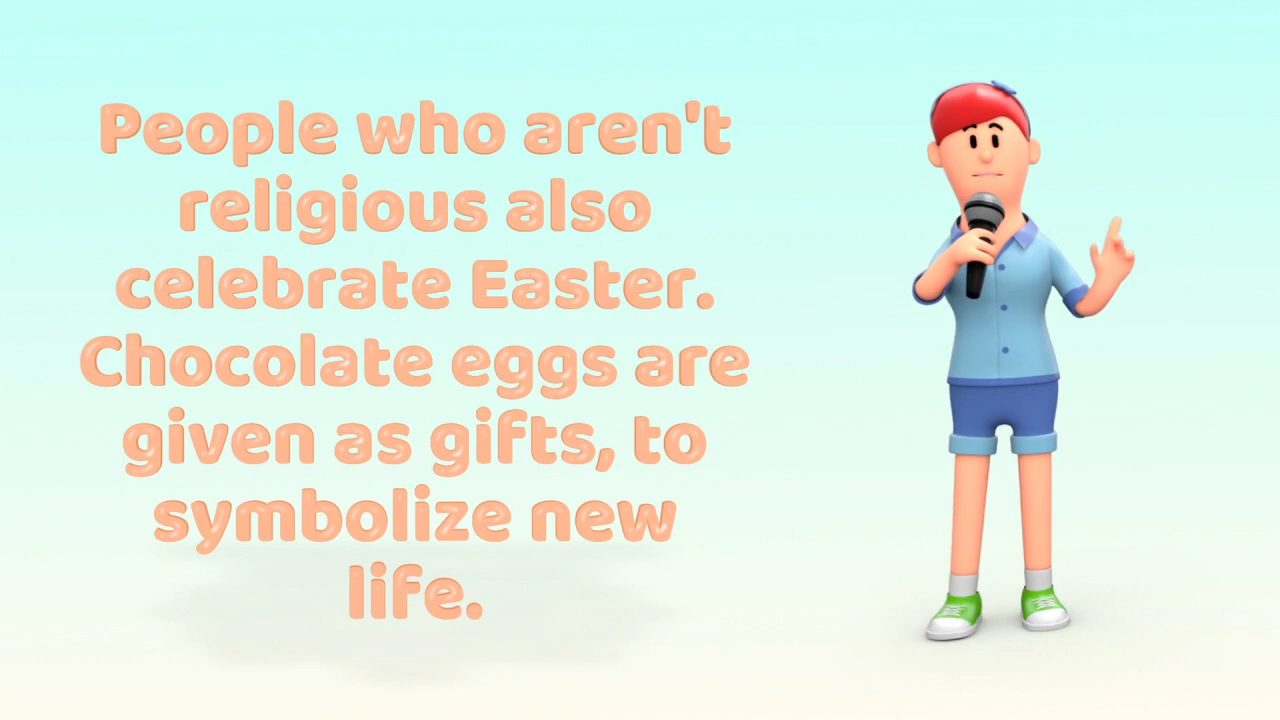 People who aren't
religious also
celebrate Easter.
Chocolate eggs are
given as gifts, to
symbolize new
life.